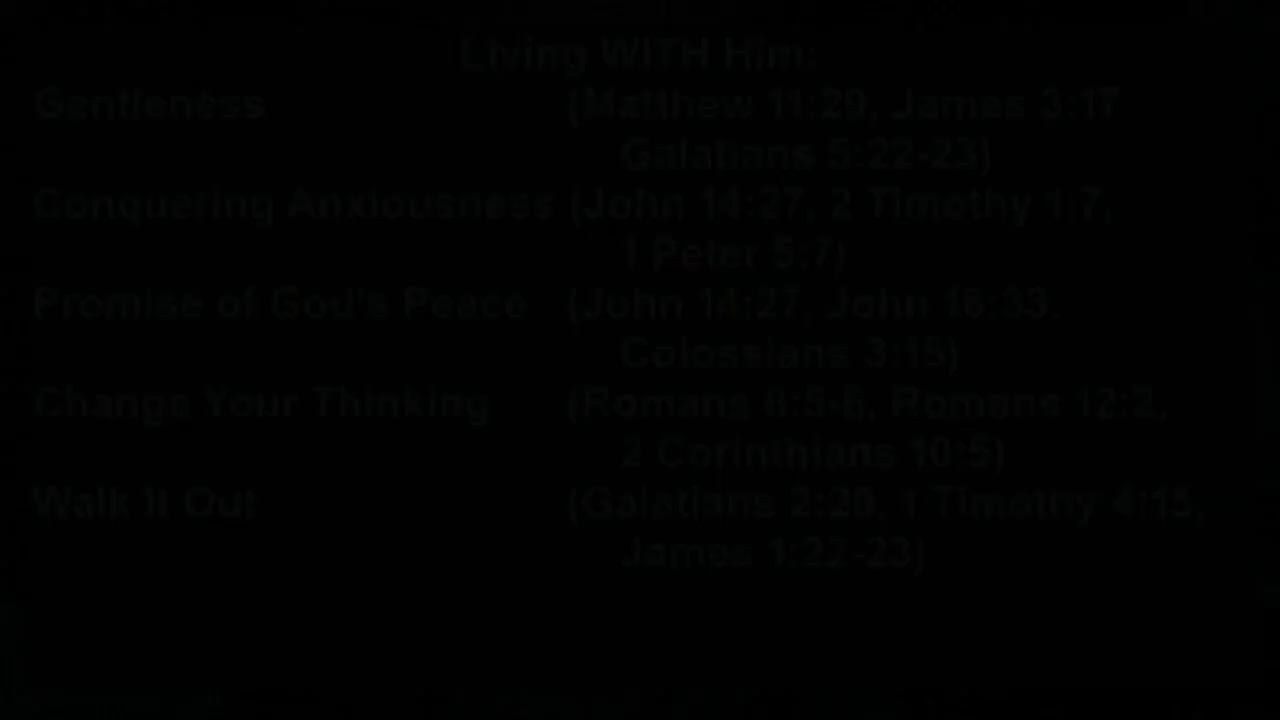 Living WITH Him:
Gentleness (Matthew 11:29, James 3:17
Galatians 5:22-23)
Conquering Anxiousness (John 14:27, 2 Timothy 1:7,
1 Peter 5:7)
Promise of God's Peace (John 14:27, John 16:33,
Colossians 3:15)
Change Your Thinking (Romans 8:5-6, Romans 12:2,
2 Corinthians 10:5)
Walk It Out (Galatians 2:20, 1 Timothy 4:15,
James 1:22-23)